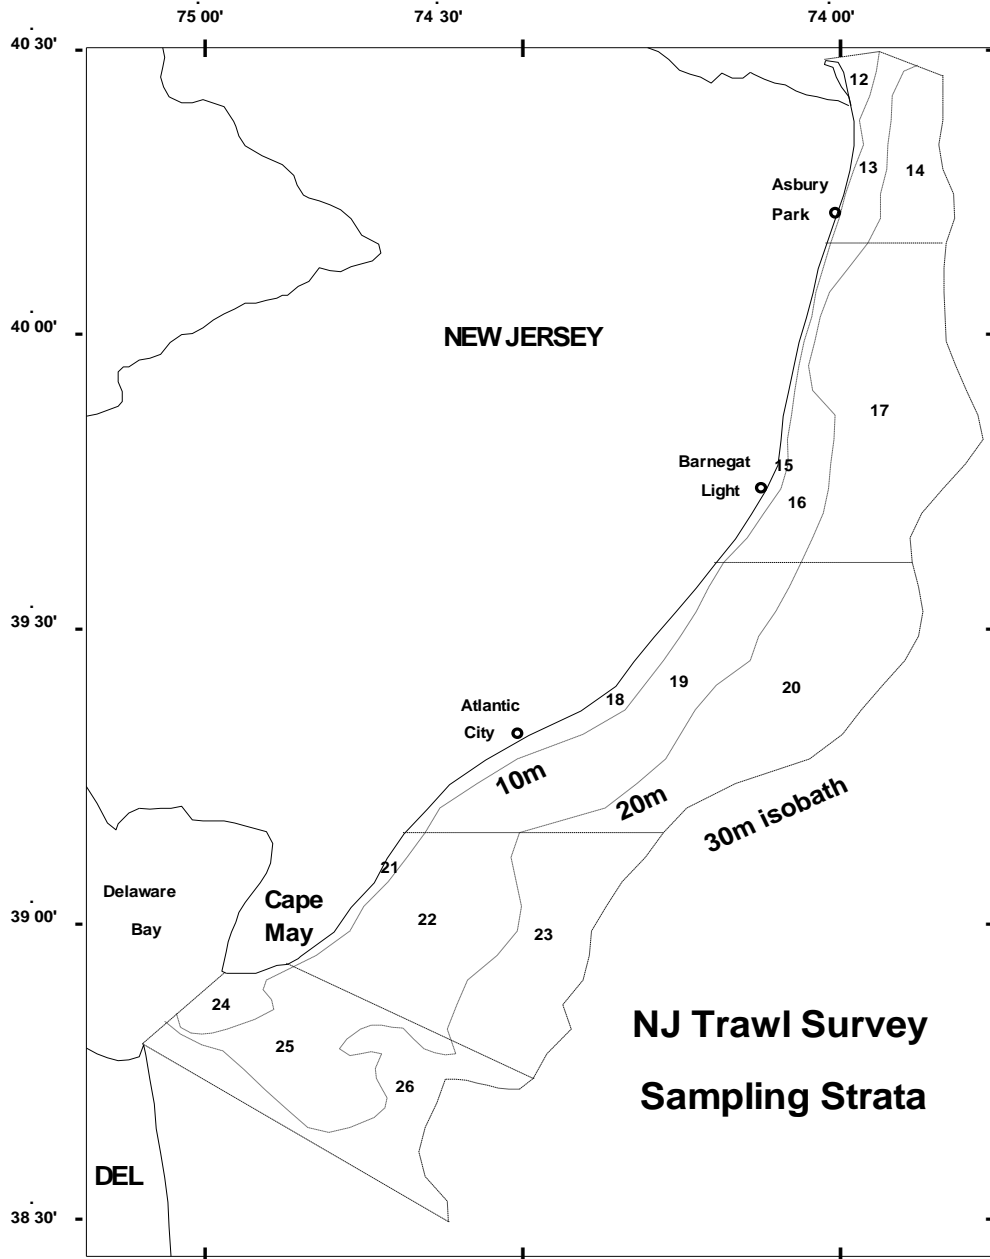 75 00'
74 30'
74 00'
40 30'
12
13
14
Asbury
Park
40 00'
NEW JERSEY
17
Barnegat
Light
15
16
39 30'
19
20
18
Atlantic
City
10m
20m
30m isobath
21
Delaware
Bay
Cape
May
39 00'
22
23
24
25
26
NJ Trawl Survey
Sampling Strata
DEL
38 30'